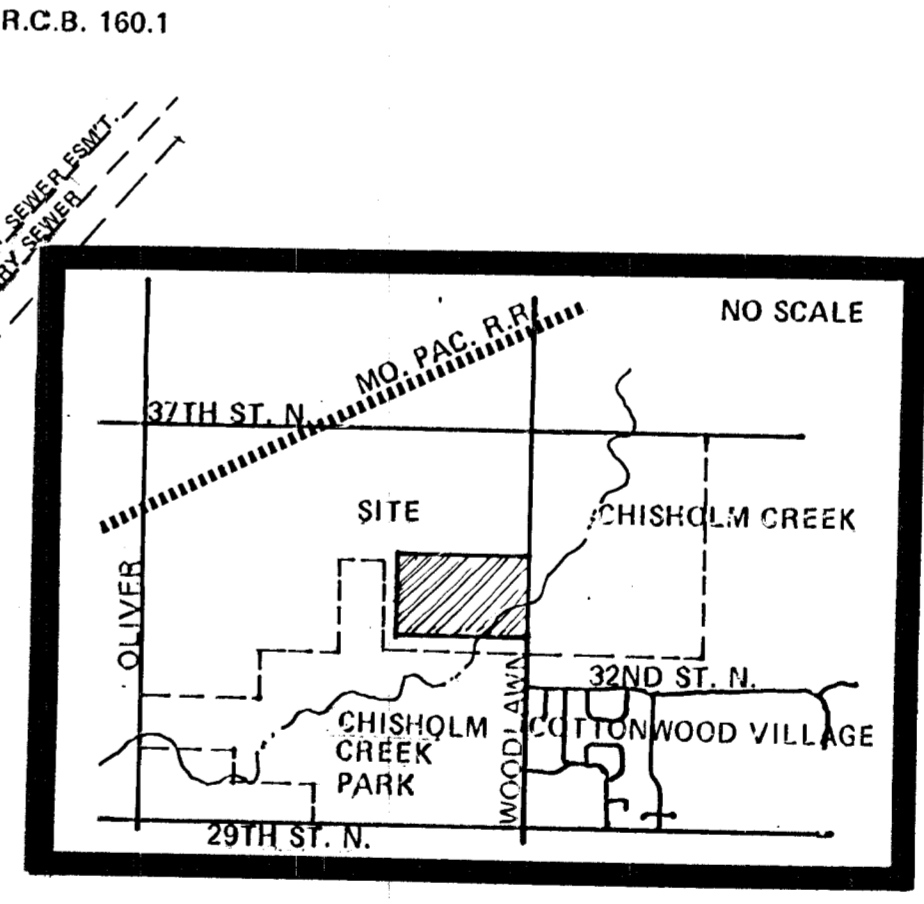 R.C.B. 160.1
SEWER ESM'T.
SEWER
NO SCALE
MO. PAC. R.R.
37TH ST. N.
SITE
CHISHOLM CREEK
OLIVER
32ND ST. N.
CHISHOLM
CREEK
PARK
COTTONWOOD VILLAGE
WOODLAWN
29TH ST. N.